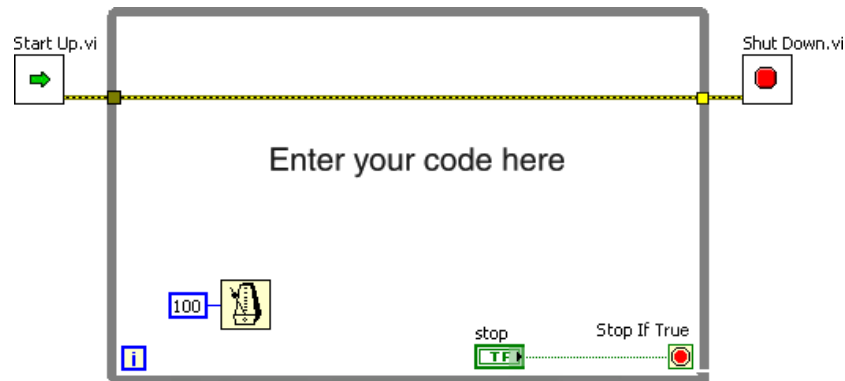 Start Up.vi
Shut Down.vi
Enter your code here
100
stop
Stop If True
TF
i